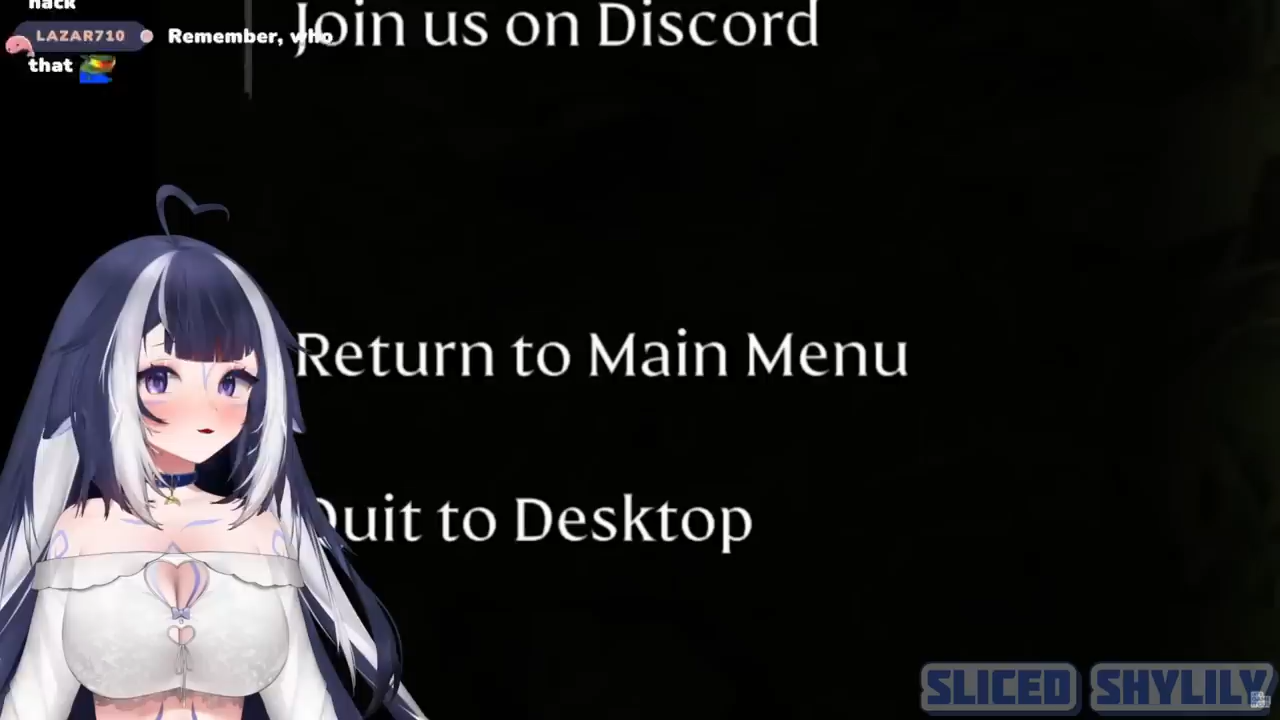 hack
LAZAR710 Remember, who
that
Join us on Discord
Return to Main Menu
Quit to Desktop
SLICED SHYLILY